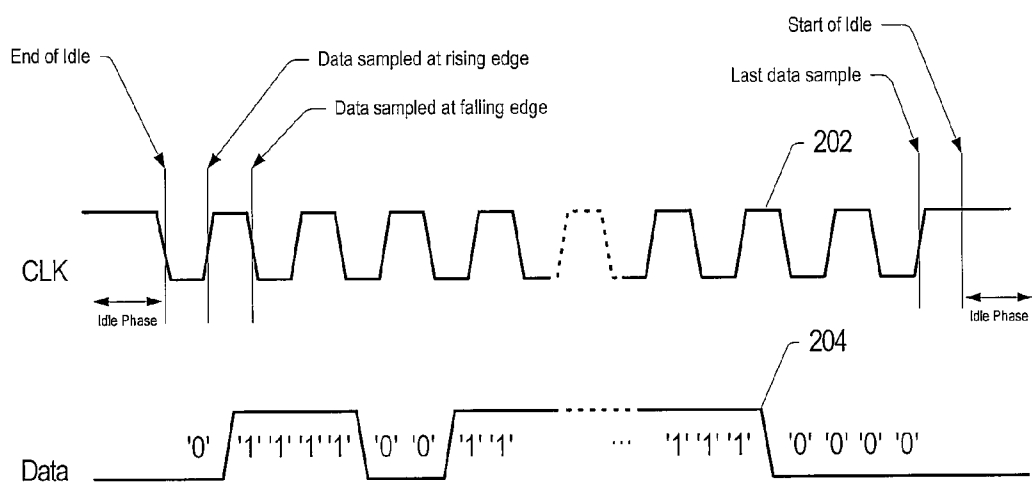 Start of Idle
End of Idle
Data sampled at rising edge
Last data sample
Data sampled at falling edge
202
CLK
Idle Phase
Idle Phase
204
'0' '1' '1' '1' '1' '0' '0' '1' '1' ... '1' '1' '1' '0' '0' '0' '0'
Data